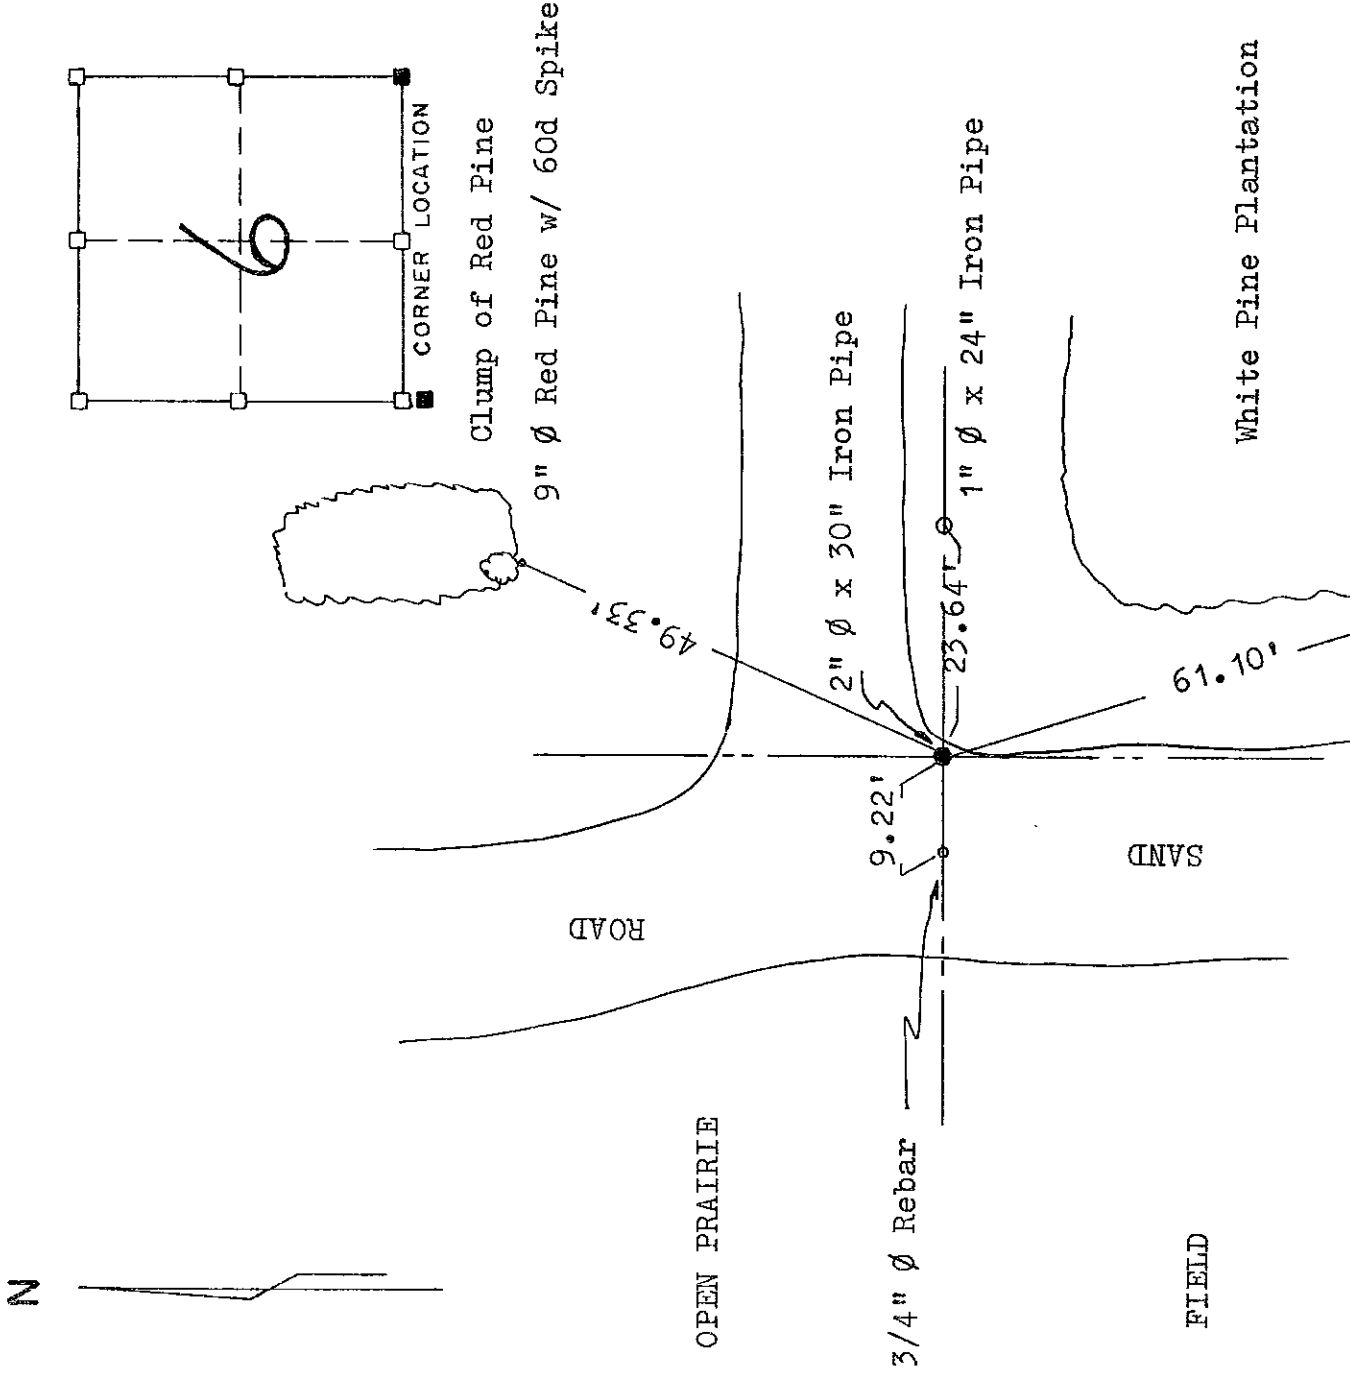 N
6
CORNER LOCATION
Clump of Red Pine
9" Ø Red Pine w/ 60d Spike
49.33'
2" Ø x 30" Iron Pipe
23.64'
1" Ø x 24" Iron Pipe
9.22'
61.10'
ROAD
SAND
OPEN PRAIRIE
3/4" Ø Rebar
FIELD
White Pine Plantation